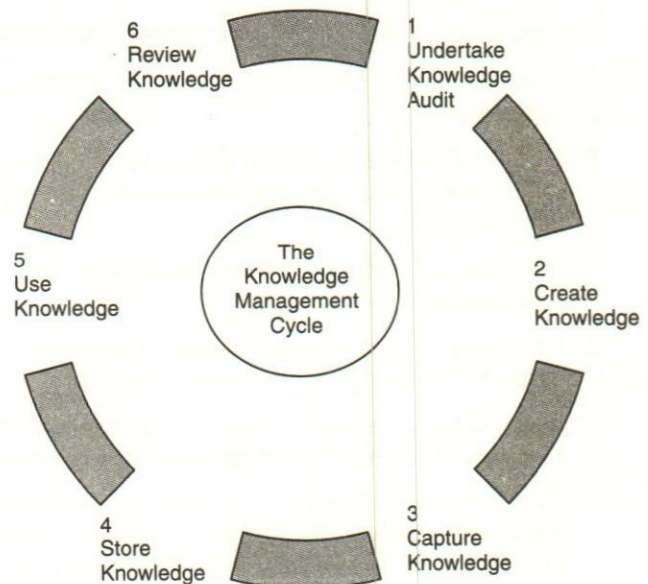 6
Review
Knowledge
1
Undertake
Knowledge
Audit
The
Knowledge
Management
Cycle
2
Create
Knowledge
5
Use
Knowledge
3
Capture
Knowledge
4
Store
Knowledge